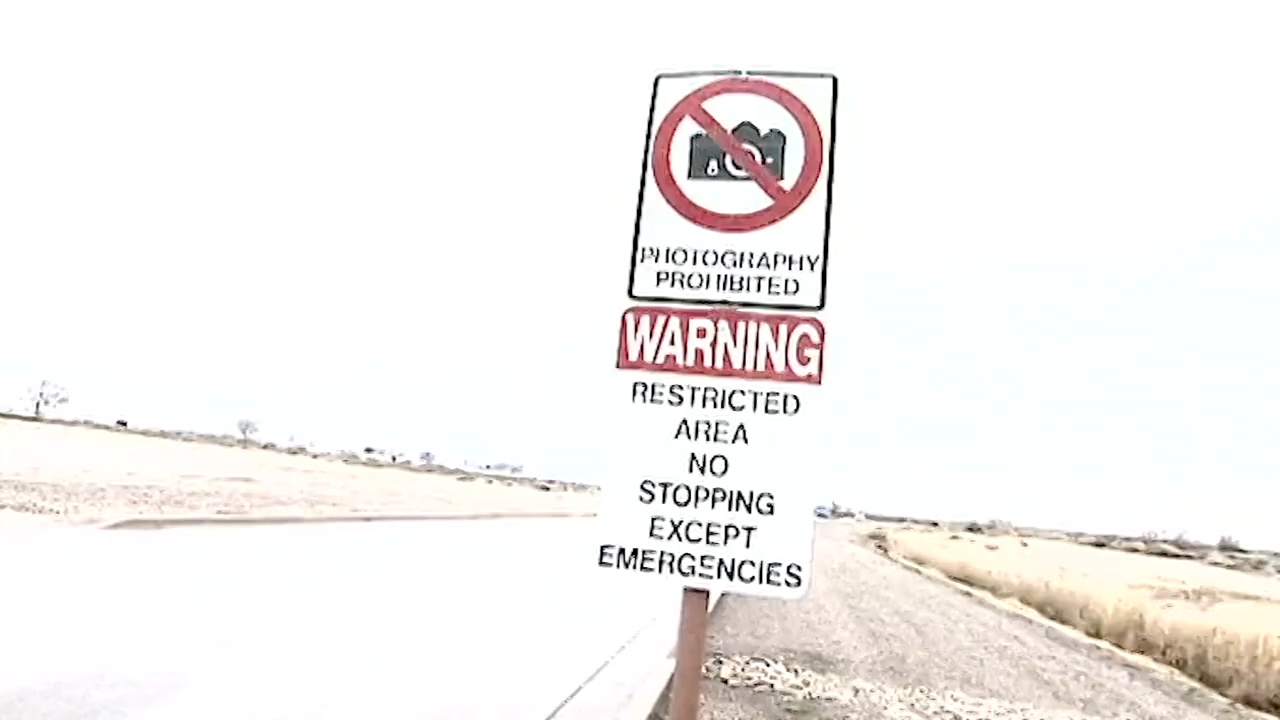 PHOTOGRAPHY
PROHIBITED
WARNING
RESTRICTED
AREA
NO
STOPPING
EXCEPT
EMERGENCIES